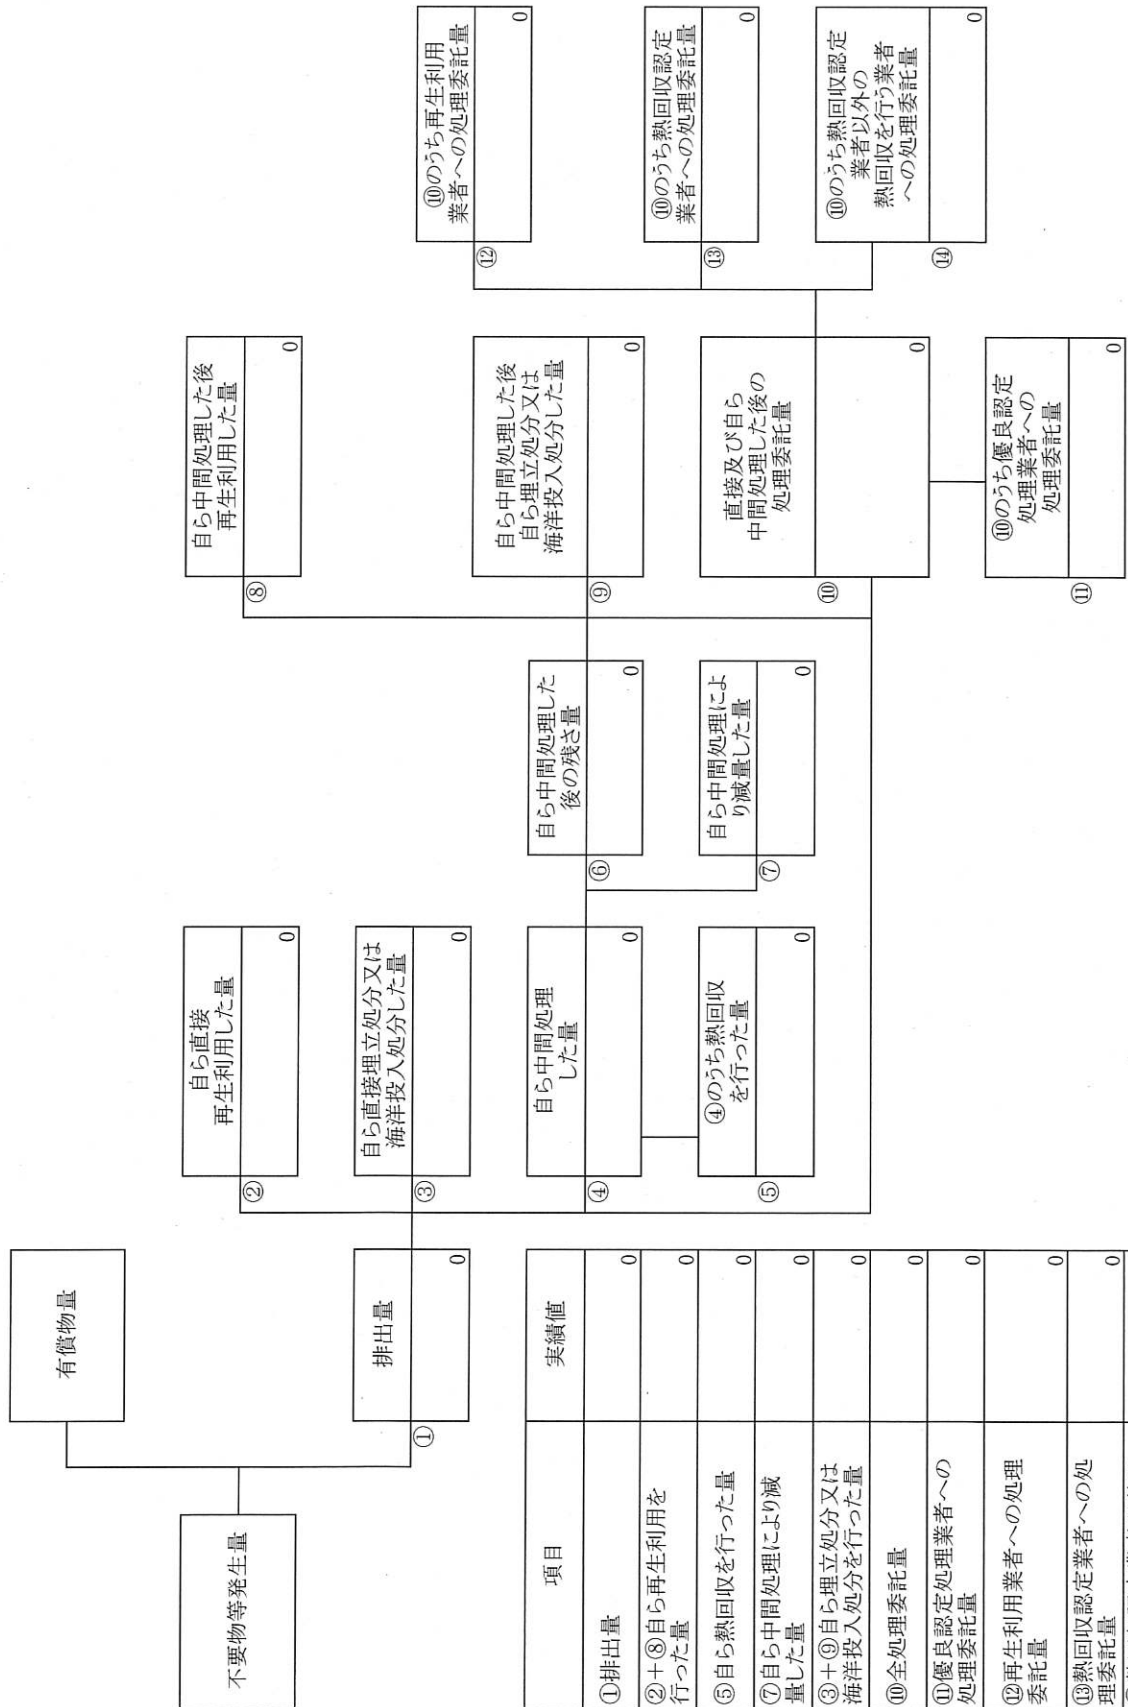 不要物等発生量
有償物量
①
排出量
0
②
自ら直接
再生利用した量
0
③
自ら直接埋立処分又は
海洋投入処分した量
0
④
自ら中間処理
した量
0
⑤
④のうち熱回収
を行った量
0
⑥
自ら中間処理した
後の残さ量
0
⑦
自ら中間処理によ
り減量した量
0
⑧
自ら中間処理した後
再生利用した量
0
⑨
自ら中間処理した後
自ら埋立処分又は
海洋投入処分した量
0
⑩
直接及び自ら
中間処理した後の
処理委託量
0
⑪
⑩のうち優良認定
処理業者への
処理委託量
0
⑫
⑩のうち再生利用
業者への処理委託量
0
⑬
⑩のうち熱回収認定
業者への処理委託量
0
⑭
⑩のうち熱回収認定
業者以外の
熱回収を行う業者
への処理委託量
0
項目
実績値
①排出量
0
②+⑧自ら再生利用を
行った量
0
⑤自ら熱回収を行った量
0
⑦自ら中間処理により減
量した量
0
③+⑨自ら埋立処分又は
海洋投入処分を行った量
0
⑩全処理委託量
0
⑪優良認定処理業者への
処理委託量
0
⑫再生利用業者への処理
委託量
0
⑬熱回収認定業者への処
理委託量
0